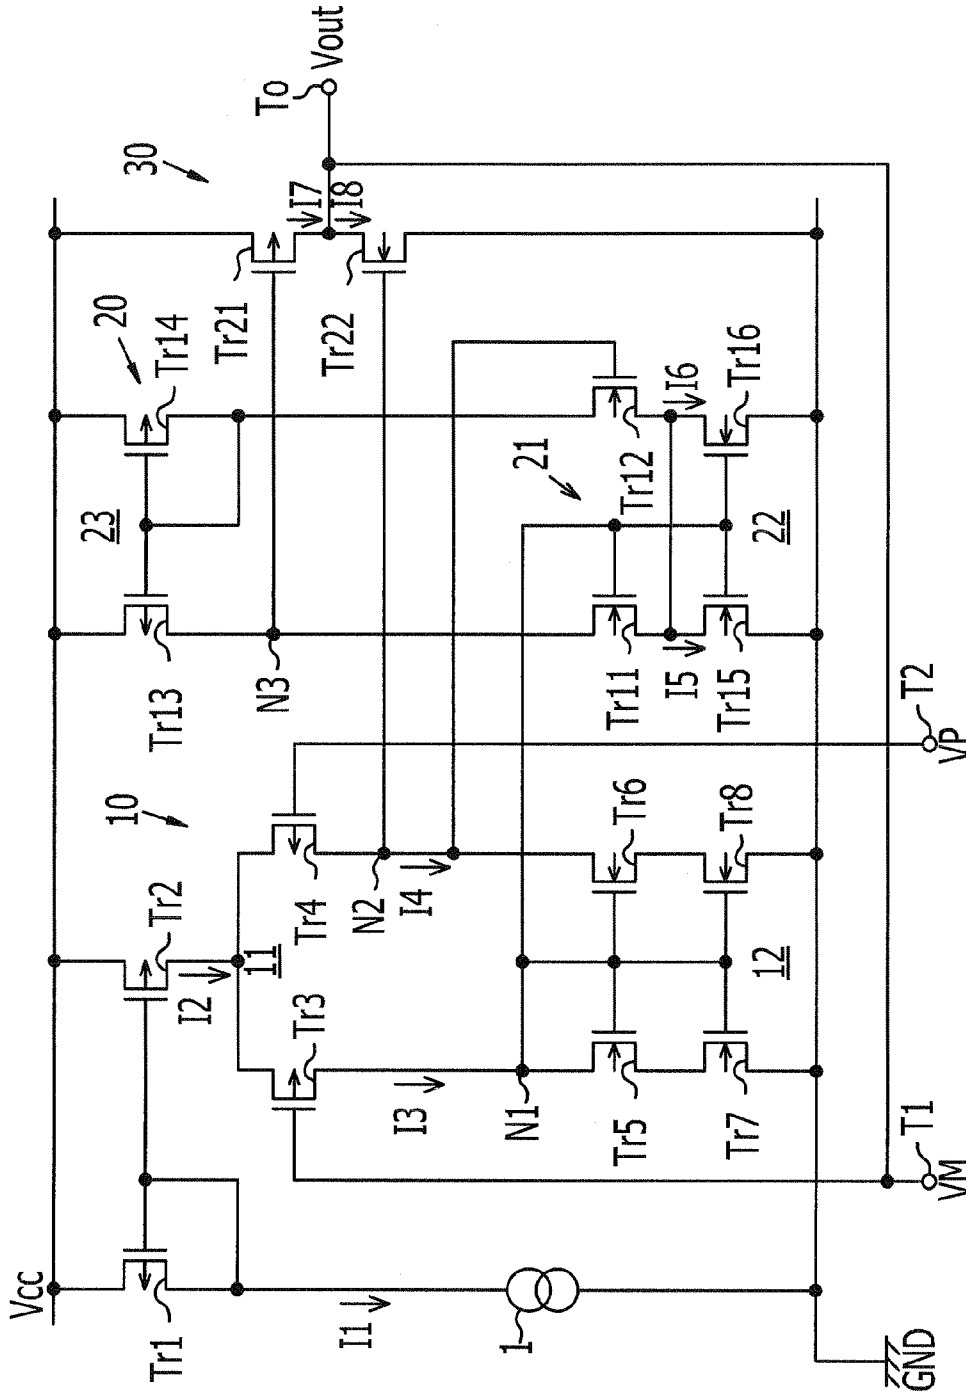 Vcc
Tr1
I1
1
GND
10
Tr2
I2
11
Tr3
Tr4
I3
N1
N2
I4
Tr5
Tr6
Tr7
Tr8
12
VM
T1
VP
T2
20
23
Tr13
Tr14
N3
21
Tr11
Tr12
I5
I6
Tr15
Tr16
22
30
Tr21
I7
I8
Tr22
To
Vout